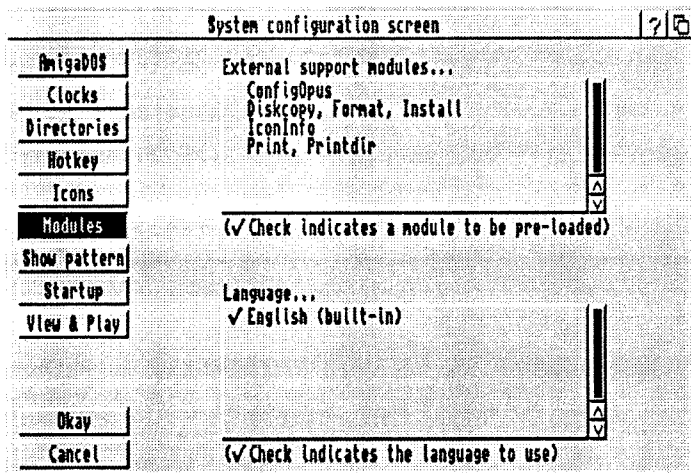 System configuration screen ?
AmigaDOS
Clocks
Directories
Hotkey
Icons
Modules
Show pattern
Startup
View & Play
Okay
Cancel
External support modules...
ConfigOpus
Diskcopy, Format, Install
IconInfo
Print, Printdir
(√ Check indicates a module to be pre-loaded)
Language...
√ English (built-in)
(√ Check indicates the language to use)